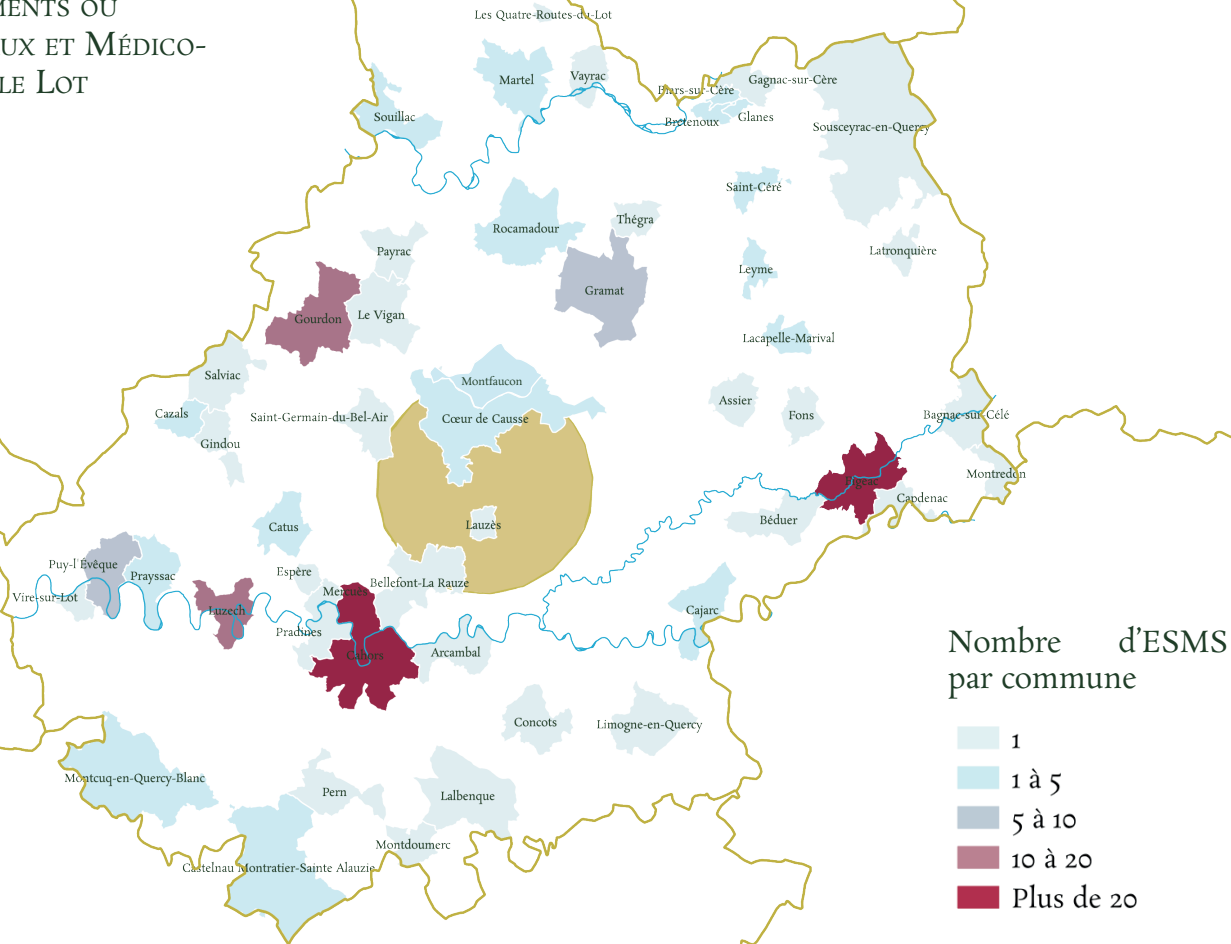 MENTS OU
UX ET MÉDICO-
LE LOT
Les Quatre-Routes-du-Lot
Martel
Vayrac
Biars-sur-Cère
Gagnac-sur-Cère
Souillac
Bretenoux
Glanes
Sousceyrac-en-Quercy
Saint-Céré
Rocamadour
Thégra
Payrac
Latronquière
Leyme
Gramat
Gourdon
Le Vigan
Lacapelle-Marival
Salviac
Montfaucon
Assier
Cazals
Saint-Germain-du-Bel-Air
Cœur de Causse
Fons
Bagnac-sur-Célé
Gindou
Montredon
Figeac
Capdenac
Catus
Lauzès
Béduer
Puy-l'Évêque
Prayssac
Espère
Bellefont-La Rauze
Mercuès
Vire-sur-Lot
Luzech
Cajarc
Pradines
Cahors
Arcambal
Concots
Limogne-en-Quercy
Montcuq-en-Quercy-Blanc
Pern
Lalbenque
Montdoumerc
Castelnau Montratier-Sainte Alauzie
Nombre d'ESMS
par commune
1
1 à 5
5 à 10
10 à 20
Plus de 20